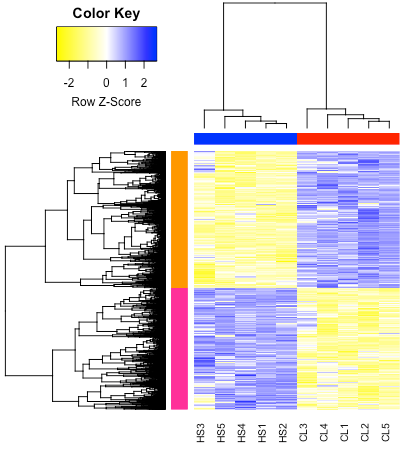 Color Key
-2 0 1 2
Row Z-Score
HS3 HS5 HS4 HS1 HS2 CL3 CL4 CL1 CL2 CL5